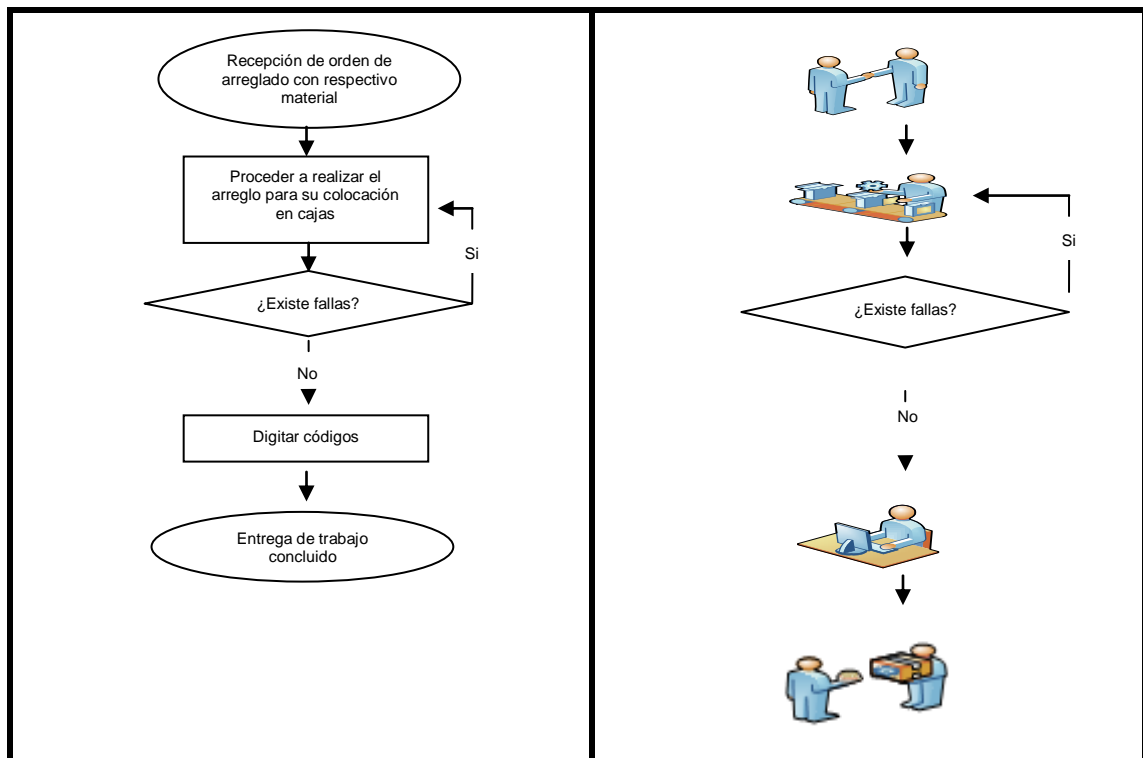 Recepción de orden de
arreglado con respectivo
material
Proceder a realizar el
arreglo para su colocación
en cajas
Si
¿Existe fallas?
No
Digitar códigos
Entrega de trabajo
concluido
Si
¿Existe fallas?
No